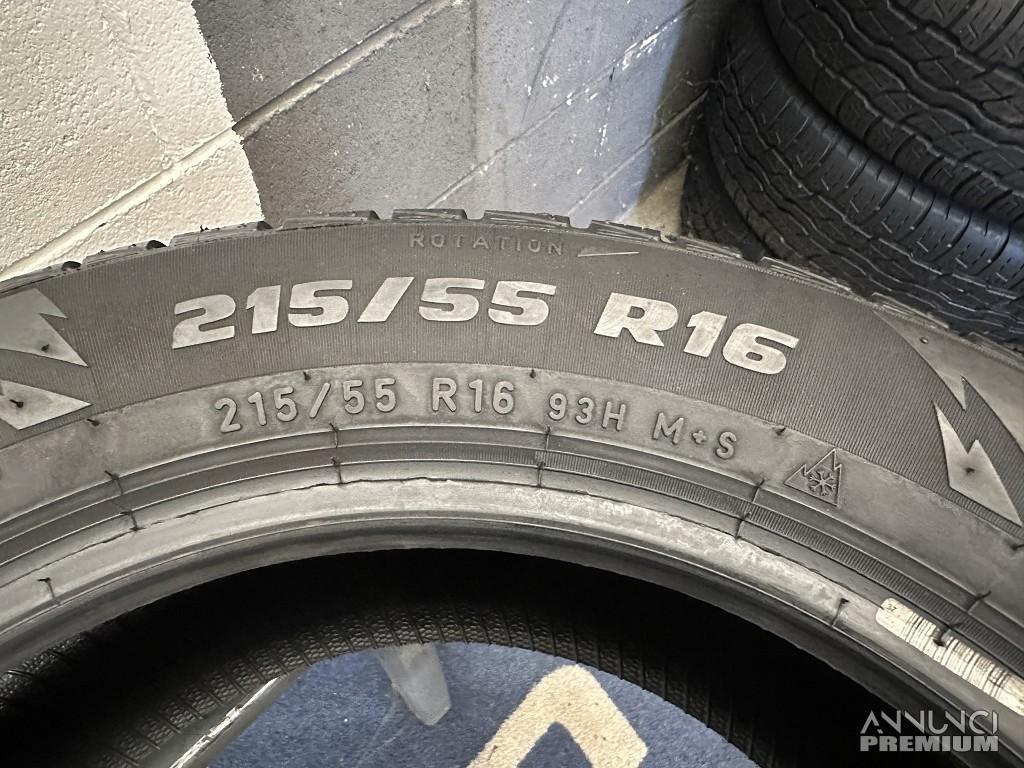 ROTATION
215/55 R16
215/55 R16 93H M+S
ANNUNCI
PREMIUM